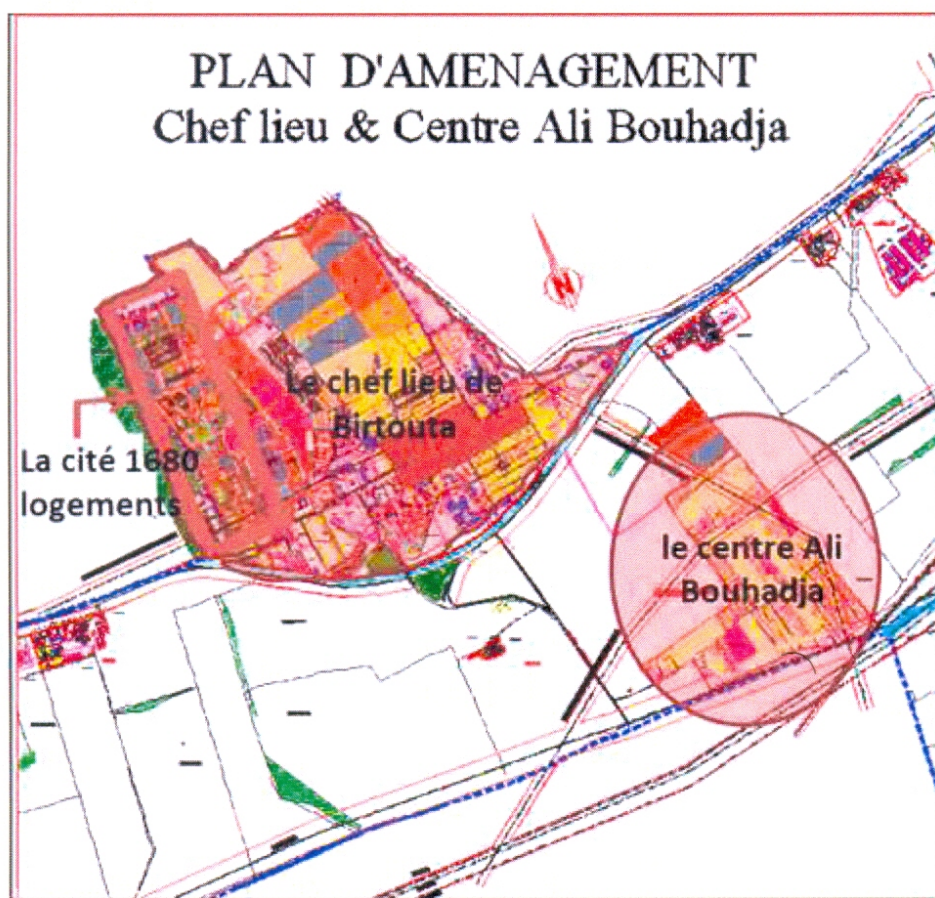 PLAN D'AMENAGEMENT
Chef lieu & Centre Ali Bouhadja
N
Le chef lieu de
Birtouta
La cité 1680
logements
le centre Ali
Bouhadja